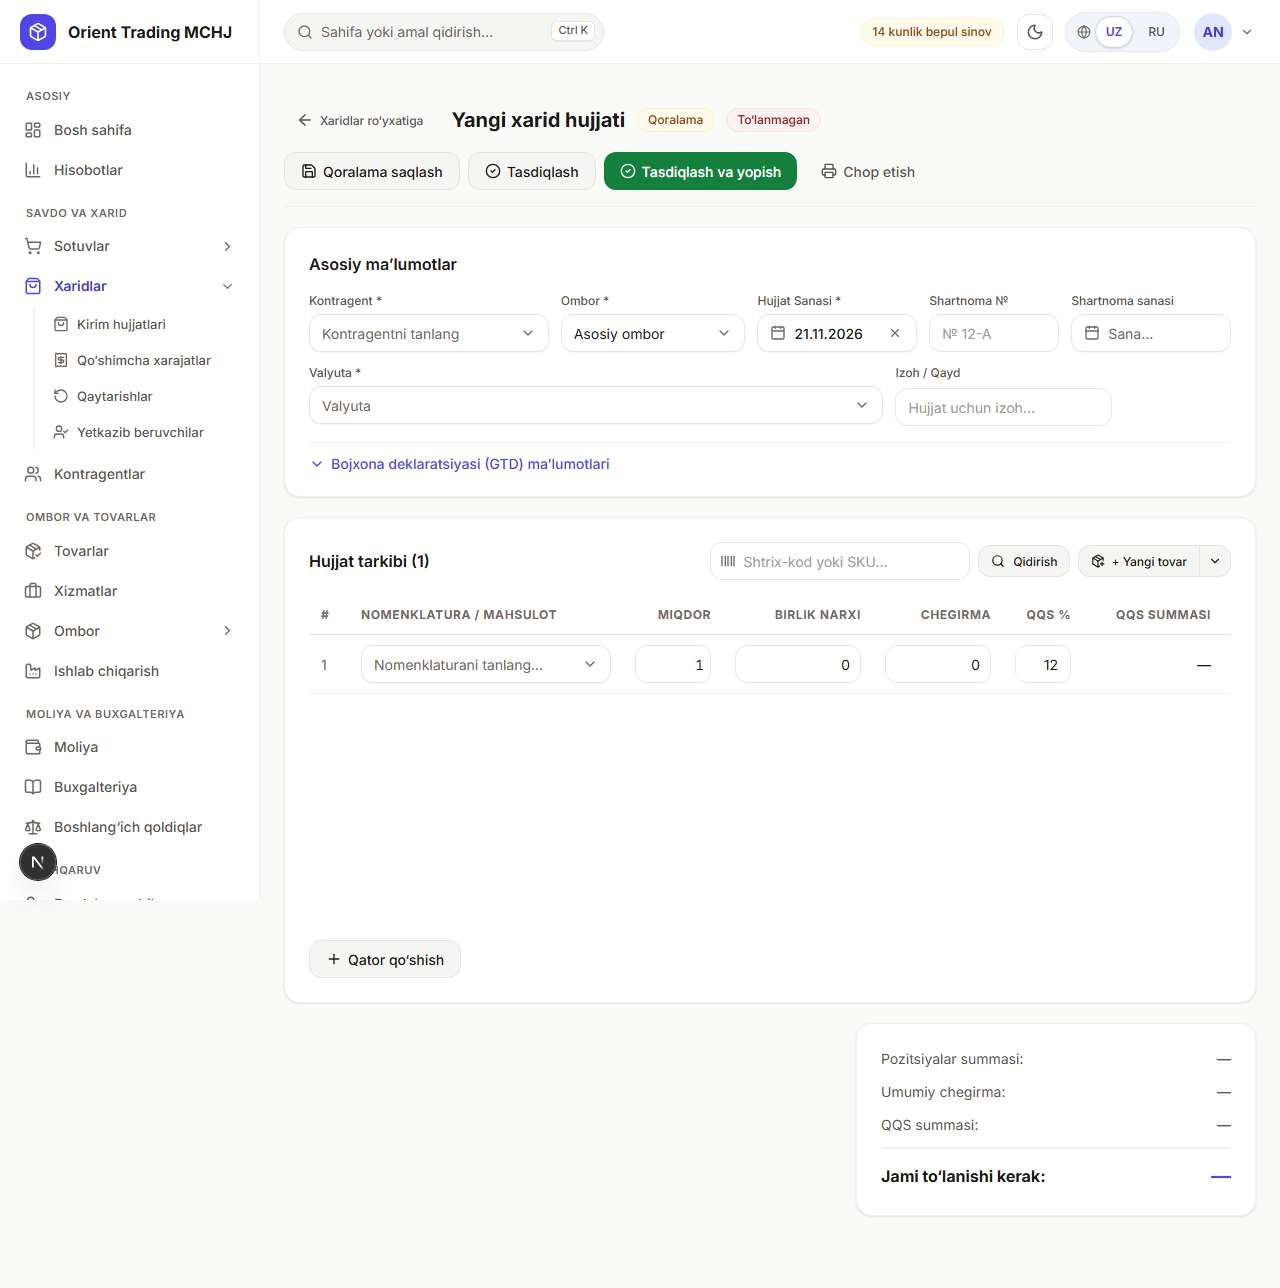 Orient Trading MCHJ
Sahifa yoki amal qidirish...
Ctrl K
14 kunlik bepul sinov
UZ
RU
AN
ASOSIY
Bosh sahifa
Hisobotlar
SAVDO VA XARID
Sotuvlar
Xaridlar
Kirim hujjatlari
Qo‘shimcha xarajatlar
Qaytarishlar
Yetkazib beruvchilar
Kontragentlar
OMBOR VA TOVARLAR
Tovarlar
Xizmatlar
Ombor
Ishlab chiqarish
MOLIYA VA BUXGALTERIYA
Moliya
Buxgalteriya
Boshlang‘ich qoldiqlar
N
Xaridlar ro‘yxatiga
Yangi xarid hujjati
Qoralama
To‘lanmagan
Qoralama saqlash
Tasdiqlash
Tasdiqlash va yopish
Chop etish
Asosiy ma’lumotlar
Kontragent *
Ombor *
Hujjat Sanasi *
Shartnoma №
Shartnoma sanasi
Kontragentni tanlang
Asosiy ombor
21.11.2026
№ 12-A
Sana...
Valyuta *
Izoh / Qayd
Valyuta
Hujjat uchun izoh...
Bojxona deklaratsiyasi (GTD) ma’lumotlari
Hujjat tarkibi (1)
Shtrix-kod yoki SKU...
Qidirish
+ Yangi tovar
# NOMENKLATURA / MAHSULOT MIQDOR BIRLIK NARXI CHEGIRMA QQS % QQS SUMMASI
1 Nomenklaturani tanlang... 1 0 0 12 —
Qator qo‘shish
Pozitsiyalar summasi: —
Umumiy chegirma: —
QQS summasi: —
Jami to‘lanishi kerak: —